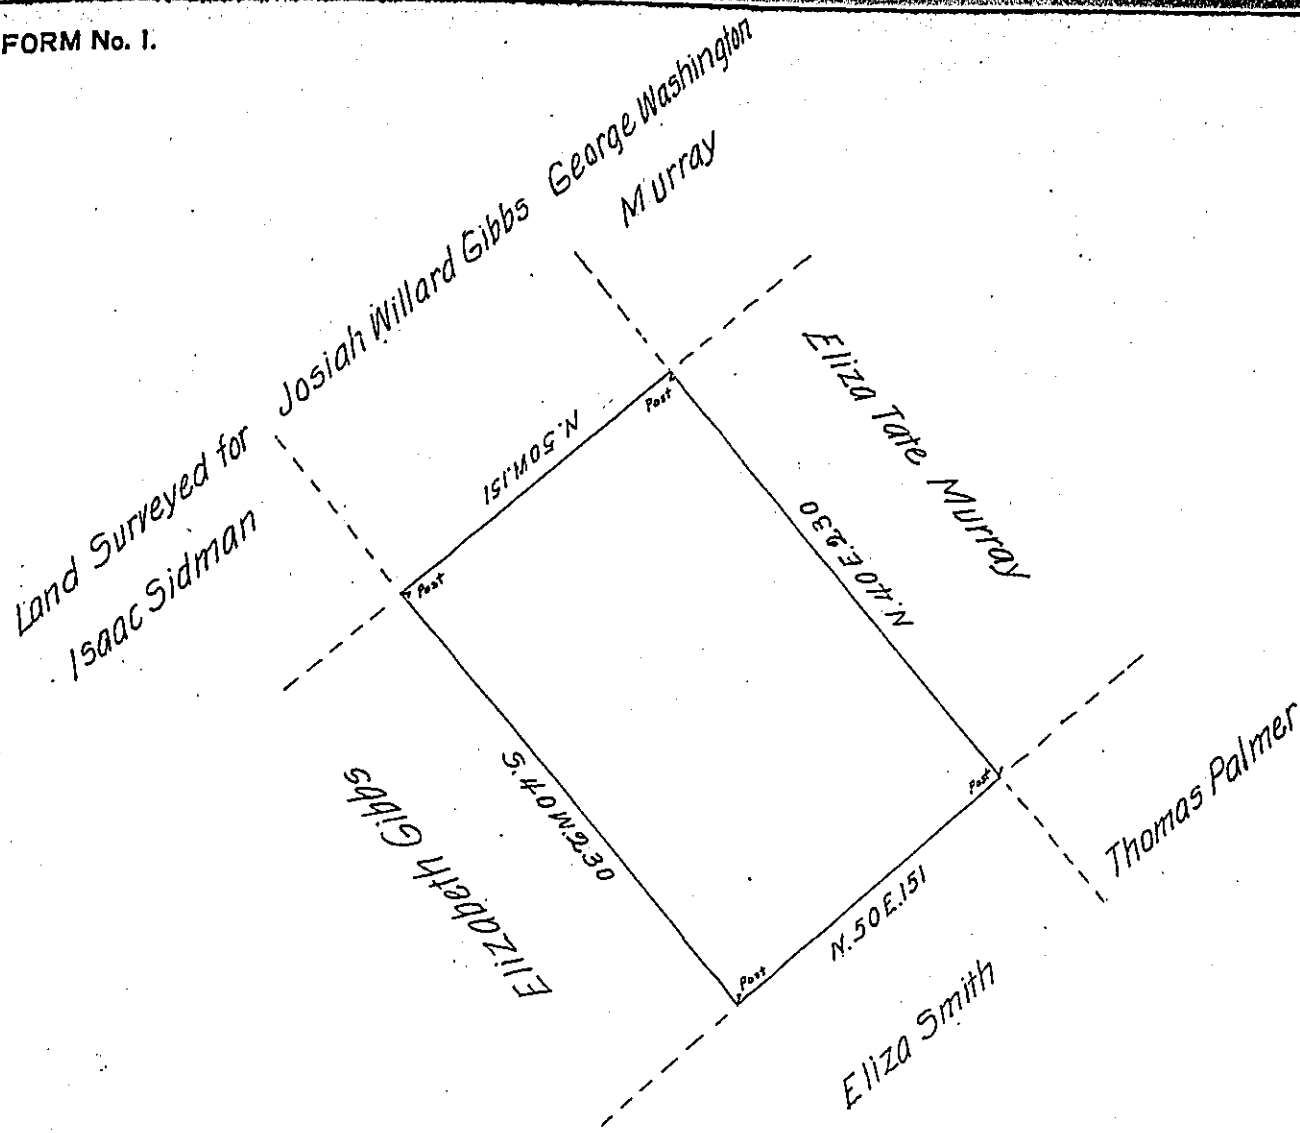 FORM No. 1.
George Washington
Murray
Josiah Willard Gibbs
Land Surveyed for
Isaac Sidman
Eliza Tate Murray
Post
N.50W.151
Post
N.40E.230
S.40W.230
Elizabeth Gibbs
Post
Thomas Palmer
N.50E.151
Post
Eliza Smith